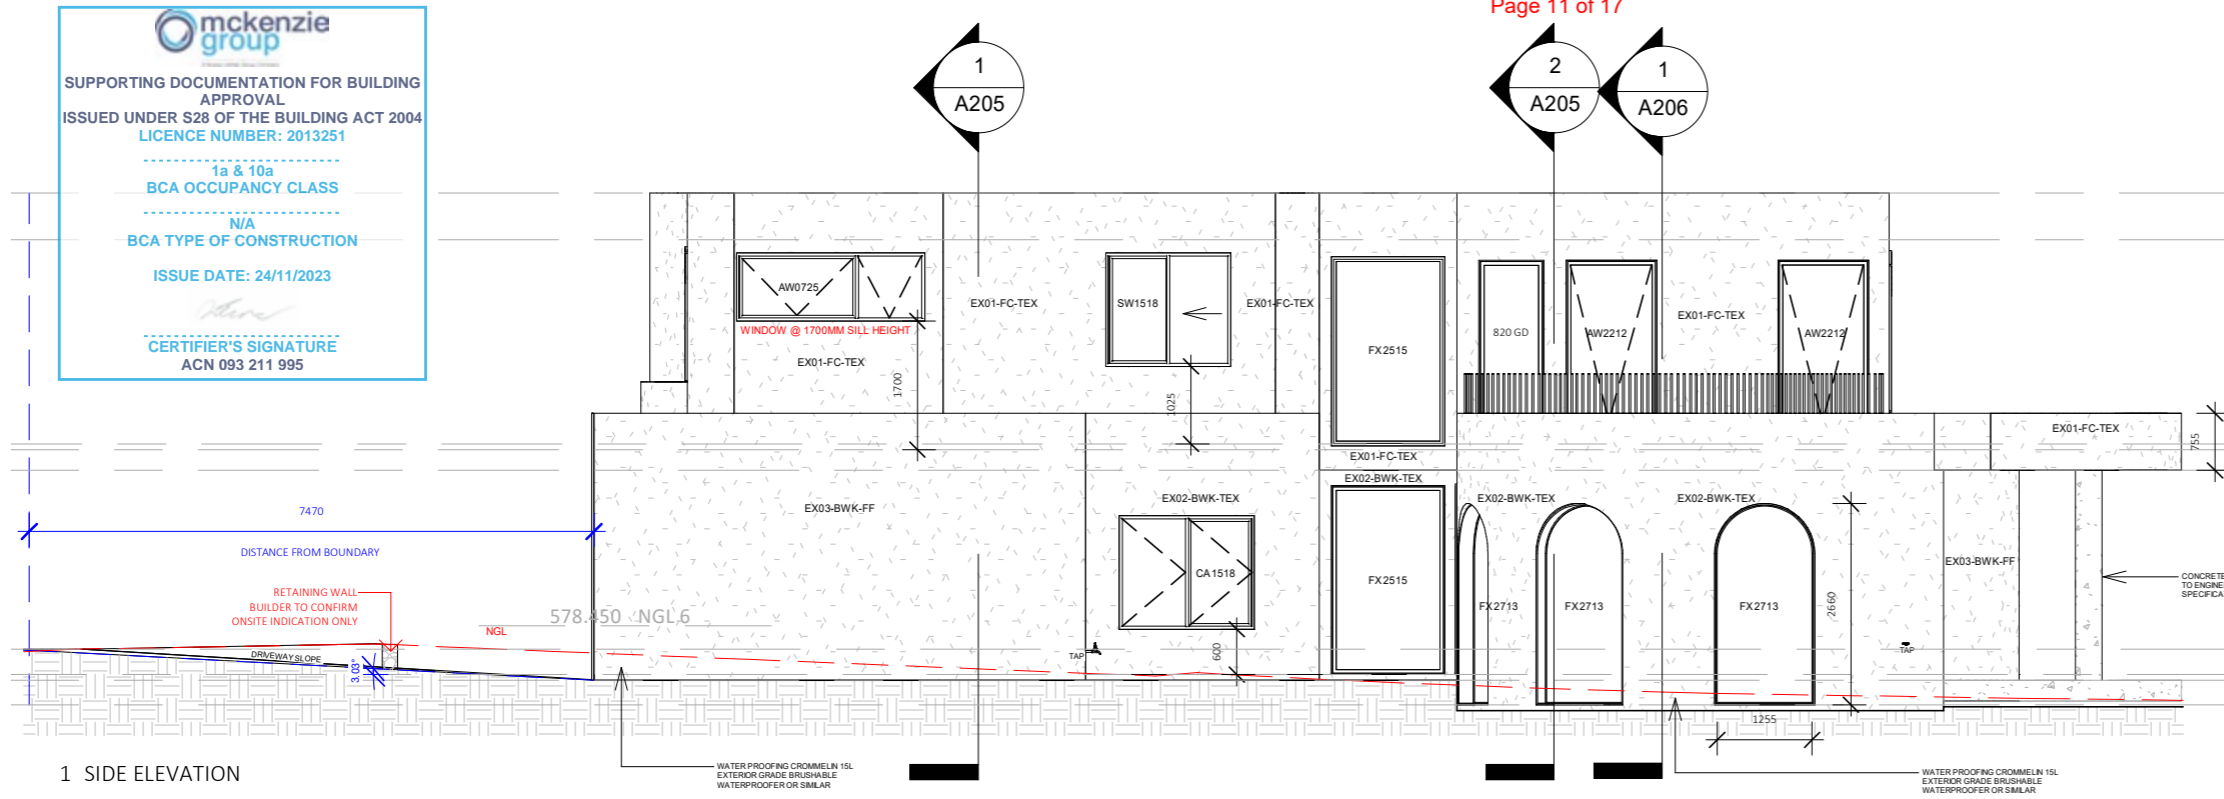 Page 11 of 17
mckenzie
group
SUPPORTING DOCUMENTATION FOR BUILDING
APPROVAL
ISSUED UNDER S28 OF THE BUILDING ACT 2004
LICENCE NUMBER: 2013251
1a & 10a
BCA OCCUPANCY CLASS
N/A
BCA TYPE OF CONSTRUCTION
ISSUE DATE: 24/11/2023
CERTIFIER'S SIGNATURE
ACN 093 211 995
1
A205
2
A205
1
A206
AW0725
WINDOW @ 1700MM SILL HEIGHT
EX01-FC-TEX
1700
EX01-FC-TEX
SW1518
1025
EX01-FC-TEX
FX2515
820 GD
AW2212
EX01-FC-TEX
AW2212
EX01-FC-TEX
755
EX01-FC-TEX
EX02-BWK-TEX
EX02-BWK-TEX
EX02-BWK-TEX
EX02-BWK-TEX
EX03-BWK-FF
7470
DISTANCE FROM BOUNDARY
RETAINING WALL
BUILDER TO CONFIRM
ONSITE INDICATION ONLY
NGL
578.450 NGL 6
DRIVEWAY SLOPE
3.03°
CA1518
600
TAP
FX2515
FX2713
FX2713
FX2713
2660
1255
TAP
EX03-BWK-FF
CONCRETE
TO ENGINE
SPECIFICA
WATER PROOFING CROMMELIN 15L
EXTERIOR GRADE BRUSHABLE
WATERPROOFER OR SIMILAR
WATER PROOFING CROMMELIN 15L
EXTERIOR GRADE BRUSHABLE
WATERPROOFER OR SIMILAR
1 SIDE ELEVATION